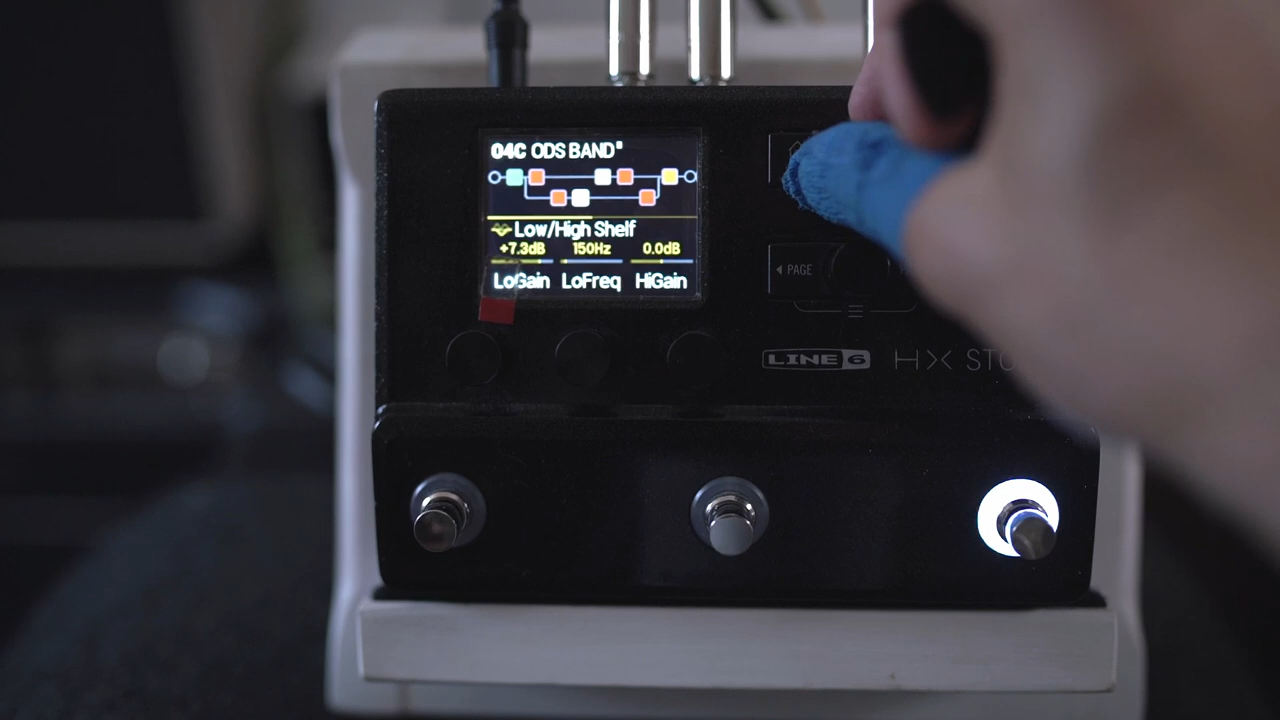 04C ODS BAND
Low/High Shelf
+7.3dB 150Hz 0.0dB
LoGain LoFreq HiGain
PAGE
LINE 6 HX STO